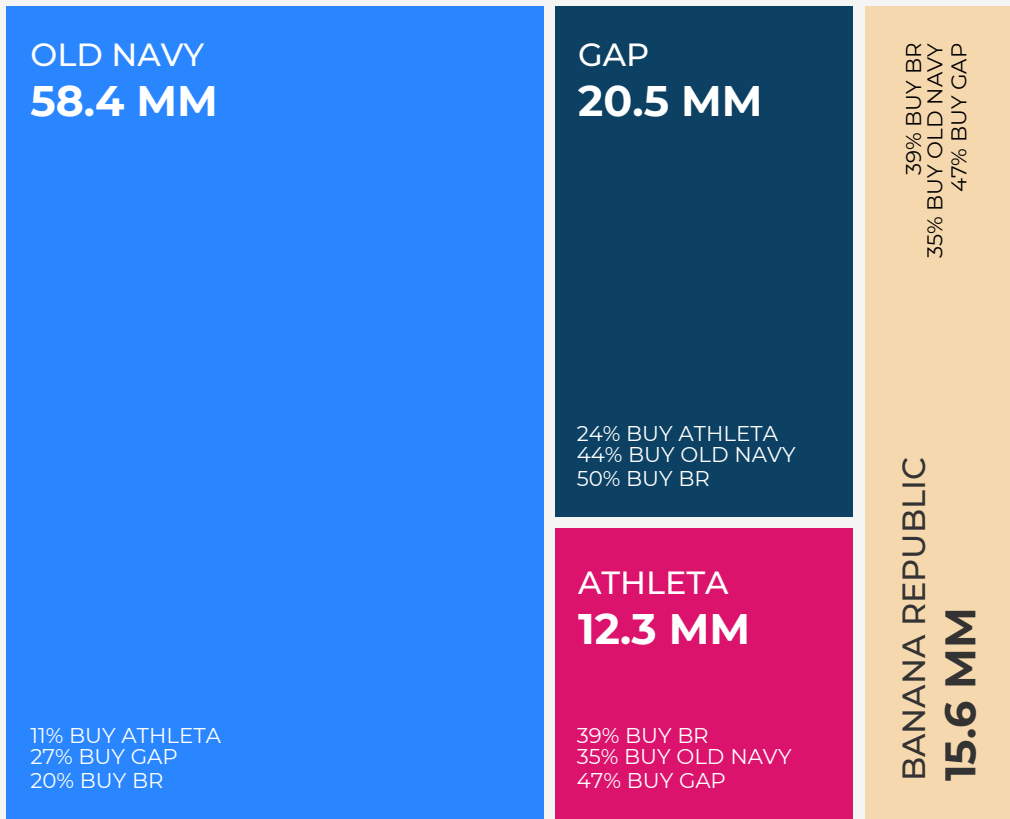 OLD NAVY
58.4 MM
11% BUY ATHLETA
27% BUY GAP
20% BUY BR
GAP
20.5 MM
24% BUY ATHLETA
44% BUY OLD NAVY
50% BUY BR
ATHLETA
12.3 MM
39% BUY BR
35% BUY OLD NAVY
47% BUY GAP
BANANA REPUBLIC
15.6 MM
39% BUY BR
35% BUY OLD NAVY
47% BUY GAP